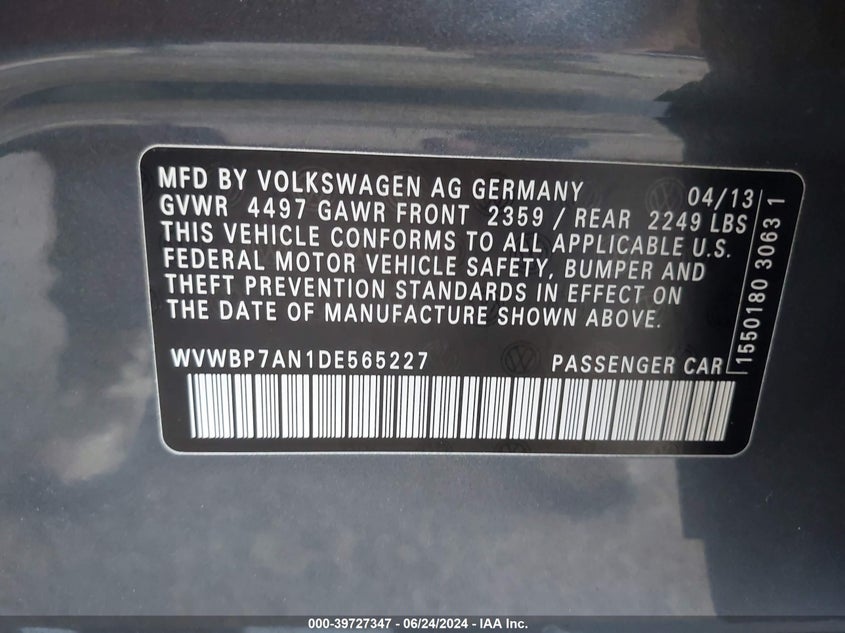 MFD BY VOLKSWAGEN AG GERMANY 04/13
GVWR 4497 GAWR FRONT 2359 / REAR 2249 LBS
THIS VEHICLE CONFORMS TO ALL APPLICABLE U.S.
FEDERAL MOTOR VEHICLE SAFETY, BUMPER AND
THEFT PREVENTION STANDARDS IN EFFECT ON
THE DATE OF MANUFACTURE SHOWN ABOVE.
WVWBP7AN1DE565227 PASSENGER CAR
1550180 3063 1
000-39727347 / 06/24/2024 - IAA Inc.